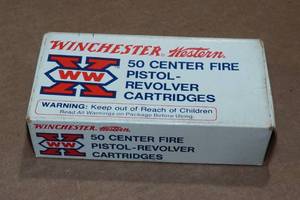 WINCHESTER Western
X
WW
50 CENTER FIRE
PISTOL-
REVOLVER
CARTRIDGES
WARNING: Keep out of Reach of Children
Read All Warnings on Package Before Using.
WINCHESTER Western
X
WW
50 CENTER FIRE
PISTOL-REVOLVER
CARTRIDGES